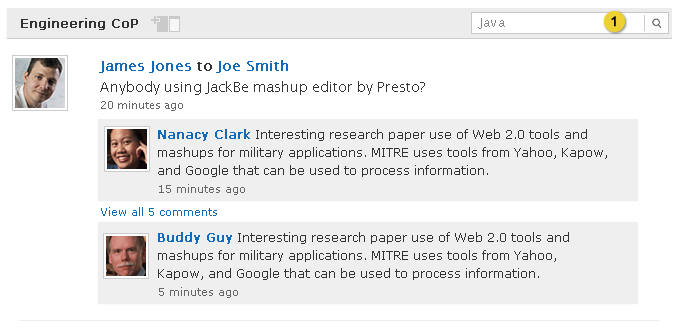 Engineering CoP
Java
1
James Jones to Joe Smith
Anybody using JackBe mashup editor by Presto?
20 minutes ago
Nanacy Clark Interesting research paper use of Web 2.0 tools and
mashups for military applications. MITRE uses tools from Yahoo, Kapow,
and Google that can be used to process information.
15 minutes ago
View all 5 comments
Buddy Guy Interesting research paper use of Web 2.0 tools and
mashups for military applications. MITRE uses tools from Yahoo,
Kapow, and Google that can be used to process information.
5 minutes ago